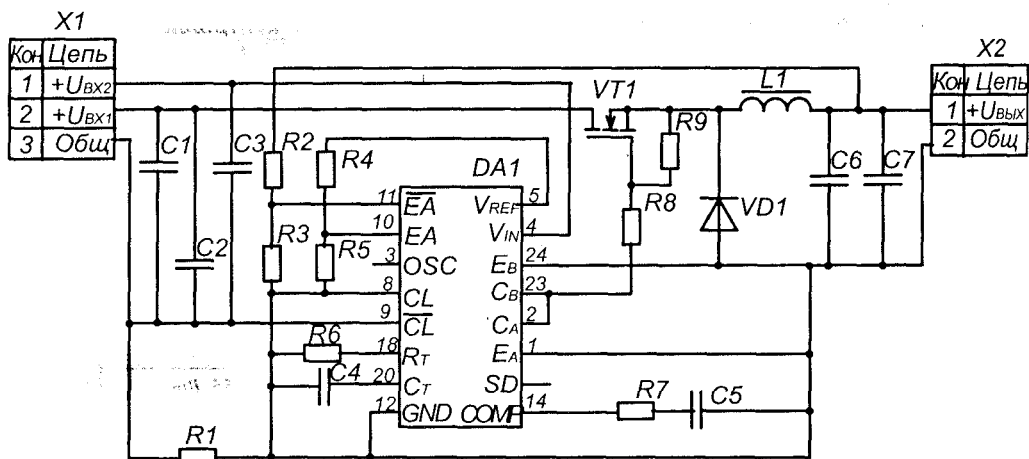 X1
Кон Цепь
1 +UВХ2
2 +UВХ1
3 Общ
C1
C2
C3
R2
R3
R4
R5
DA1
11 EA
10 EA
3 OSC
8 CL
9 CL
R6
18 RT
C4
20 CT
12 GND
VREF 5
VIN 4
EB 24
CB 23
CA 2
EA 1
SD
COMP 14
R7
C5
R1
VT1
R9
R8
VD1
L1
C6
C7
X2
Кон Цепь
1 +UВЫХ
2 Общ